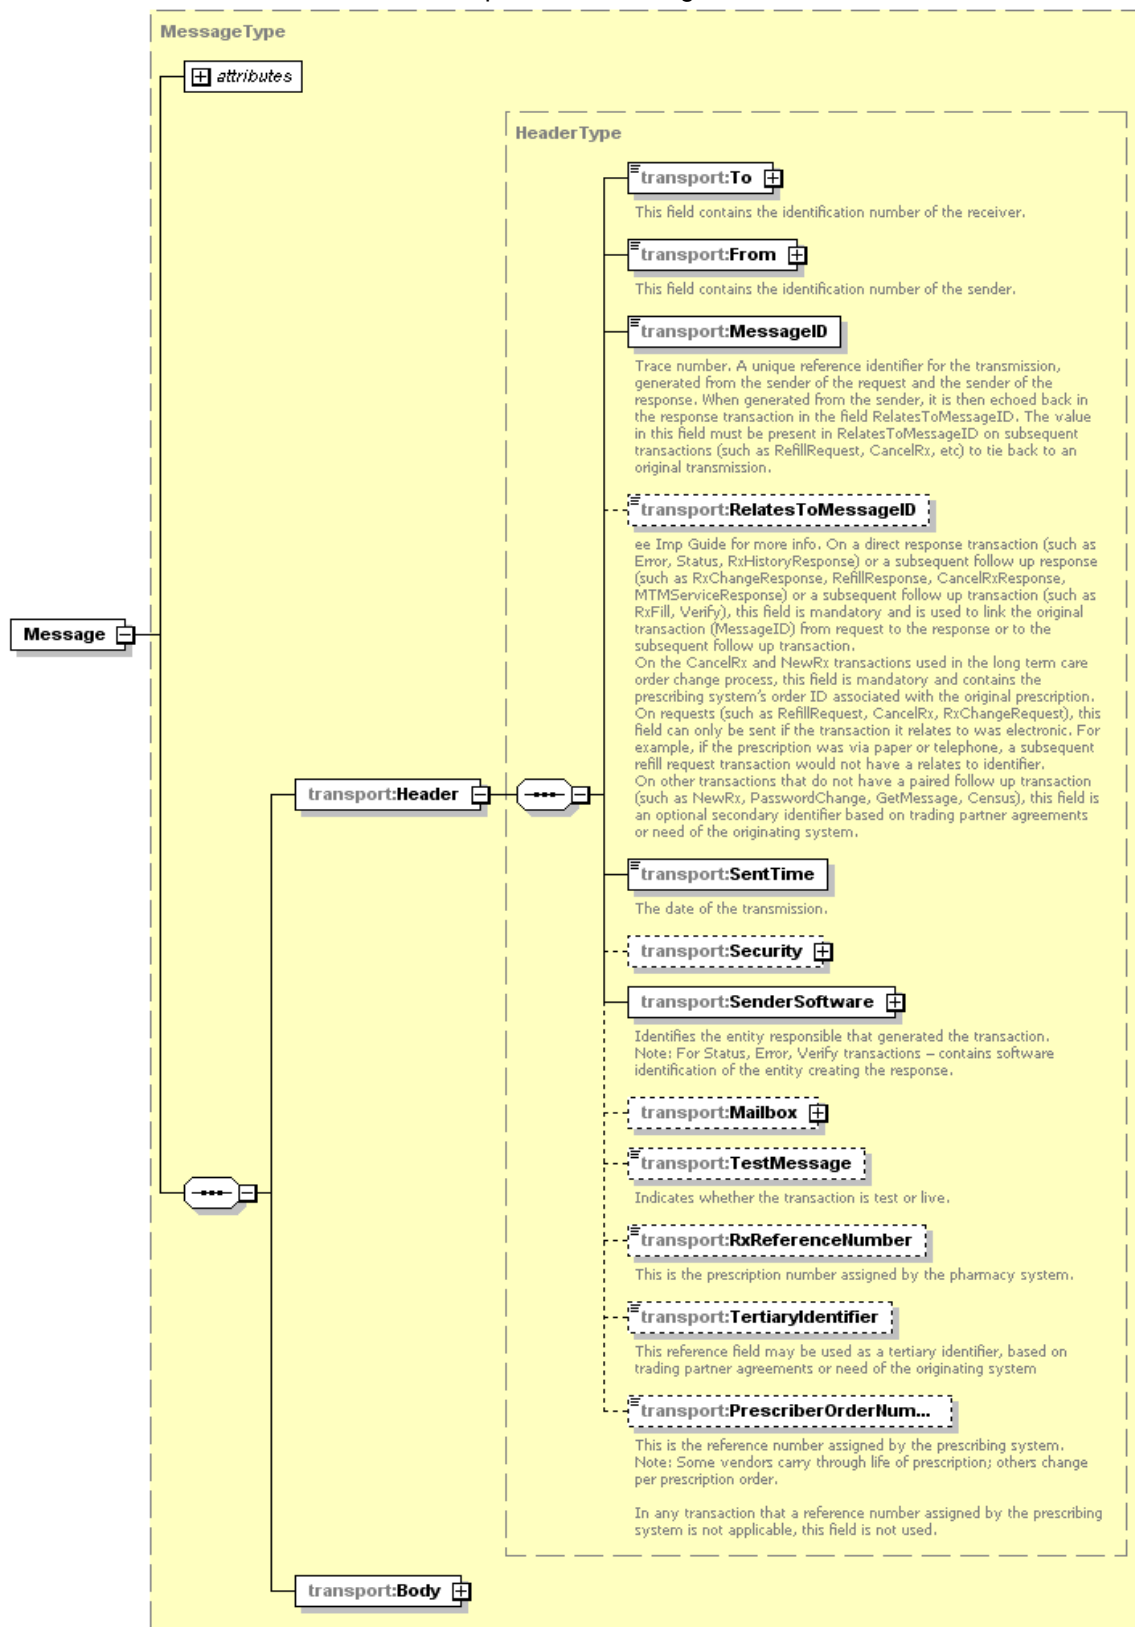 MessageType
attributes
HeaderType
transport:To
This field contains the identification number of the receiver.
transport:From
This field contains the identification number of the sender.
transport:MessageID
Trace number. A unique reference identifier for the transmission,
generated from the sender of the request and the sender of the
response. When generated from the sender, it is then echoed back in
the response transaction in the field RelatesToMessageID. The value
in this field must be present in RelatesToMessageID on subsequent
transactions (such as RefillRequest, CancelRx, etc) to tie back to an
original transmission.
transport:RelatesToMessageID
ee Imp Guide for more info. On a direct response transaction (such as
Error, Status, RxHistoryResponse) or a subsequent follow up response
(such as RxChangeResponse, RefillResponse, CancelRxResponse,
MTMServiceResponse) or a subsequent follow up transaction (such as
RxFill, Verify), this field is mandatory and is used to link the original
transaction (MessageID) from request to the response or to the
subsequent follow up transaction.
On the CancelRx and NewRx transactions used in the long term care
order change process, this field is mandatory and contains the
prescribing system's order ID associated with the original prescription.
On requests (such as RefillRequest, CancelRx, RxChangeRequest), this
field can only be sent if the transaction it relates to was electronic. For
example, if the prescription was via paper or telephone, a subsequent
refill request transaction would not have a relates to identifier.
On other transactions that do not have a paired follow up transaction
(such as NewRx, PasswordChange, GetMessage, Census), this field is
an optional secondary identifier based on trading partner agreements
or need of the originating system.
Message
transport:Header
transport:SentTime
The date of the transmission.
transport:Security
transport:SenderSoftware
Identifies the entity responsible that generated the transaction.
Note: For Status, Error, Verify transactions – contains software
identification of the entity creating the response.
transport:Mailbox
transport:TestMessage
Indicates whether the transaction is test or live.
transport:RxReferenceNumber
This is the prescription number assigned by the pharmacy system.
transport:TertiaryIdentifier
This reference field may be used as a tertiary identifier, based on
trading partner agreements or need of the originating system
transport:PrescriberOrderNum...
This is the reference number assigned by the prescribing system.
Note: Some vendors carry through life of prescription; others change
per prescription order.
In any transaction that a reference number assigned by the prescribing
system is not applicable, this field is not used.
transport:Body